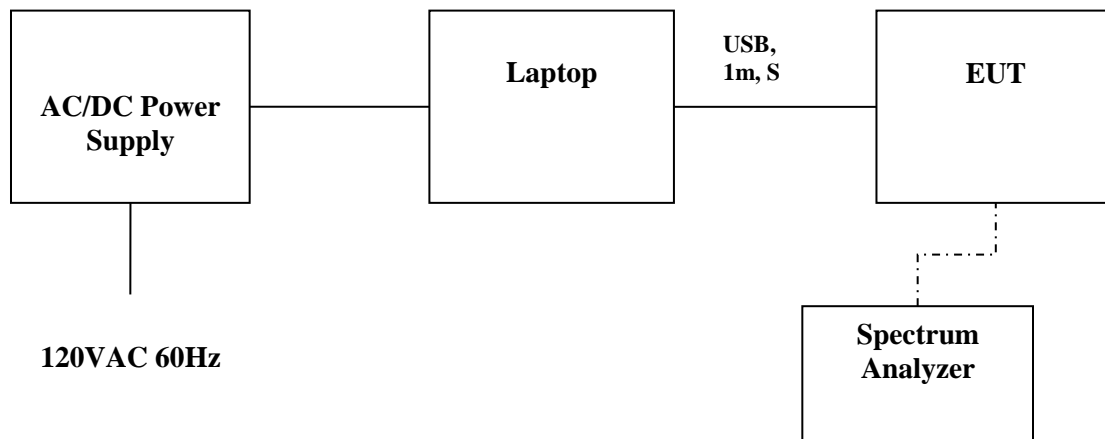 AC/DC Power
Supply
120VAC 60Hz
Laptop
USB,
1m, S
EUT
Spectrum
Analyzer